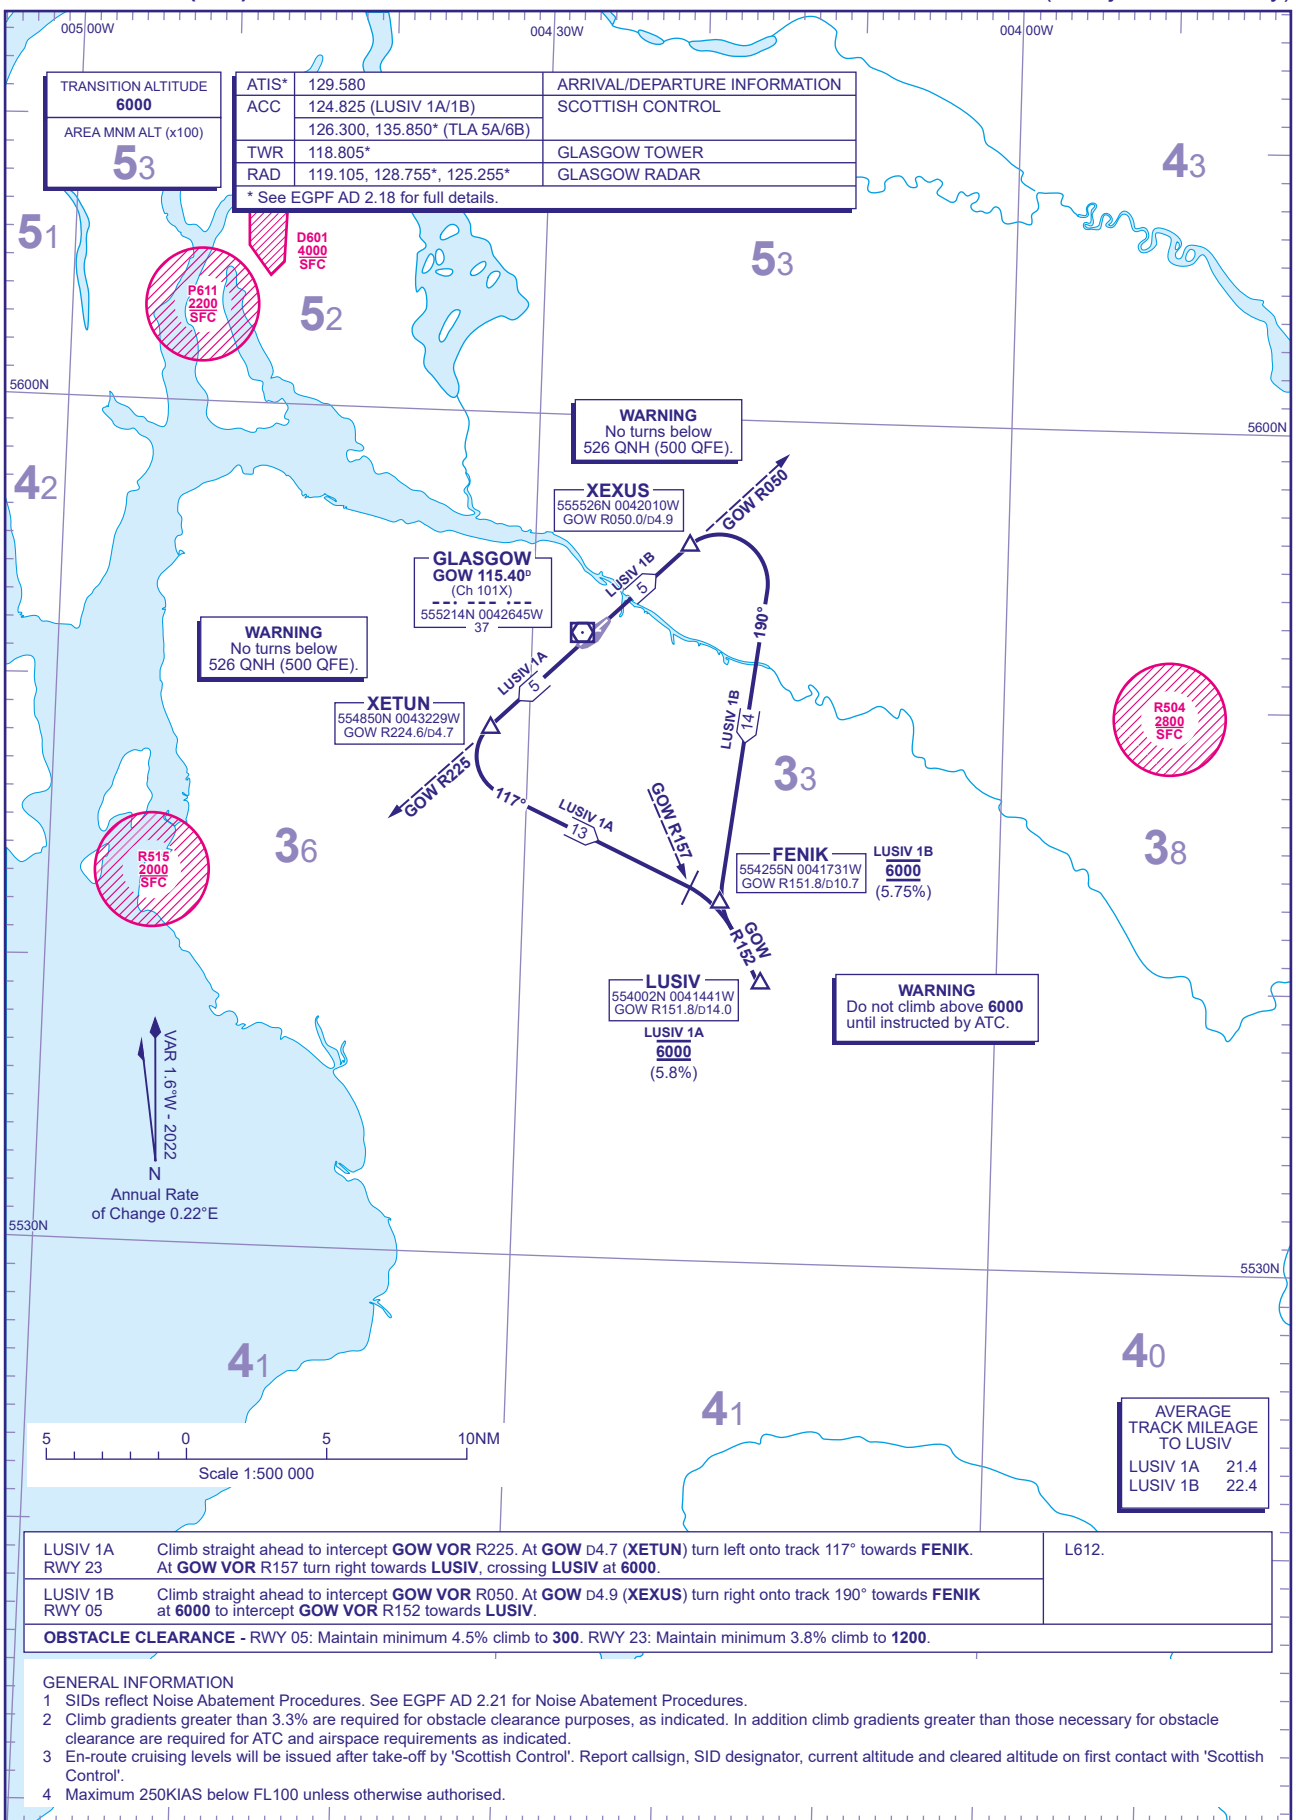 005 00W
004 30W
004 00W
TRANSITION ALTITUDE
6000
AREA MNM ALT (x100)
53
ATIS* 129.580 ARRIVAL/DEPARTURE INFORMATION
ACC 124.825 (LUSIV 1A/1B) SCOTTISH CONTROL
126.300, 135.850* (TLA 5A/6B)
TWR 118.805* GLASGOW TOWER
RAD 119.105, 128.755*, 125.255* GLASGOW RADAR
* See EGPF AD 2.18 for full details.
43
51
D601
4000
SFC
53
P611
2200
SFC
52
5600N
5600N
WARNING
No turns below
526 QNH (500 QFE).
42
XEXUS
555526N 0042010W
GOW R050.0/D4.9
GOW R050
GLASGOW
GOW 115.40D
(Ch 101X)
555214N 0042645W
37
LUSIV 1B
5
190°
WARNING
No turns below
526 QNH (500 QFE).
LUSIV 1A
5
XETUN
554850N 0043229W
GOW R224.6/D4.7
GOW R225
LUSIV 1B
14
R504
2800
SFC
33
117°
LUSIV 1A
13
GOW R157
36
38
R515
2000
SFC
FENIK
554255N 0041731W
GOW R151.8/D10.7
LUSIV 1B
6000
(5.75%)
GOW
R152
LUSIV
554002N 0041441W
GOW R151.8/D14.0
LUSIV 1A
6000
(5.8%)
WARNING
Do not climb above 6000
until instructed by ATC.
VAR 1.6°W - 2022
N
Annual Rate
of Change 0.22°E
5530N
5530N
41
40
41
AVERAGE
TRACK MILEAGE
TO LUSIV
LUSIV 1A 21.4
LUSIV 1B 22.4
5 0 5 10NM
Scale 1:500 000
LUSIV 1A Climb straight ahead to intercept GOW VOR R225. At GOW D4.7 (XETUN) turn left onto track 117° towards FENIK. L612.
RWY 23 At GOW VOR R157 turn right towards LUSIV, crossing LUSIV at 6000.
LUSIV 1B Climb straight ahead to intercept GOW VOR R050. At GOW D4.9 (XEXUS) turn right onto track 190° towards FENIK
RWY 05 at 6000 to intercept GOW VOR R152 towards LUSIV.
OBSTACLE CLEARANCE - RWY 05: Maintain minimum 4.5% climb to 300. RWY 23: Maintain minimum 3.8% climb to 1200.
GENERAL INFORMATION
1 SIDs reflect Noise Abatement Procedures. See EGPF AD 2.21 for Noise Abatement Procedures.
2 Climb gradients greater than 3.3% are required for obstacle clearance purposes, as indicated. In addition climb gradients greater than those necessary for obstacle
clearance are required for ATC and airspace requirements as indicated.
3 En-route cruising levels will be issued after take-off by 'Scottish Control'. Report callsign, SID designator, current altitude and cleared altitude on first contact with 'Scottish
Control'.
4 Maximum 250KIAS below FL100 unless otherwise authorised.